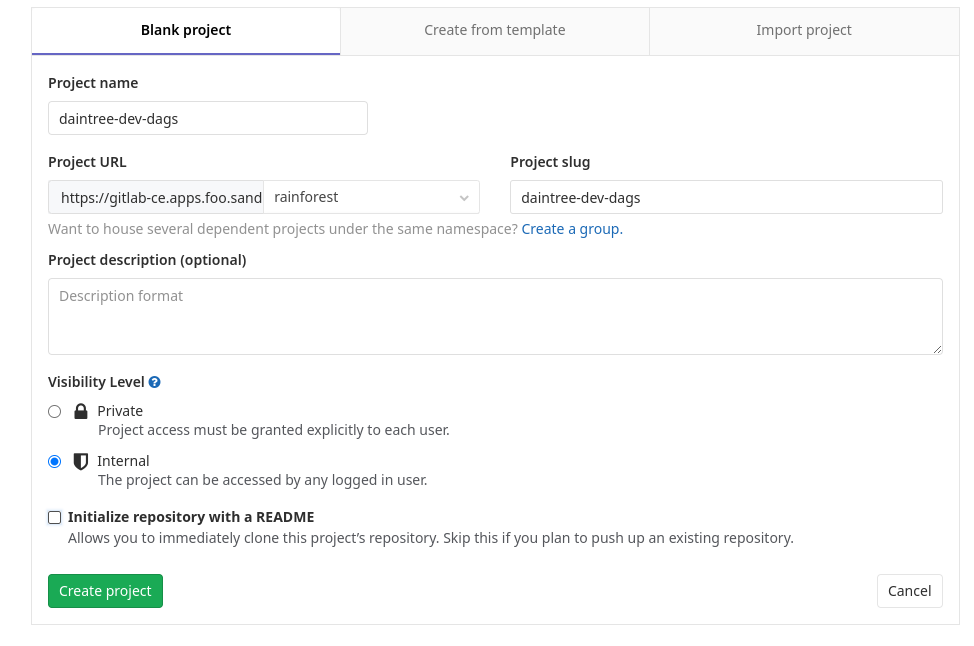 Blank project
Create from template
Import project
Project name
daintree-dev-dags
Project URL
Project slug
https://gitlab-ce.apps.foo.sand
rainforest
daintree-dev-dags
Want to house several dependent projects under the same namespace? Create a group.
Project description (optional)
Description format
Visibility Level
Private
Project access must be granted explicitly to each user.
Internal
The project can be accessed by any logged in user.
Initialize repository with a README
Allows you to immediately clone this project’s repository. Skip this if you plan to push up an existing repository.
Create project
Cancel